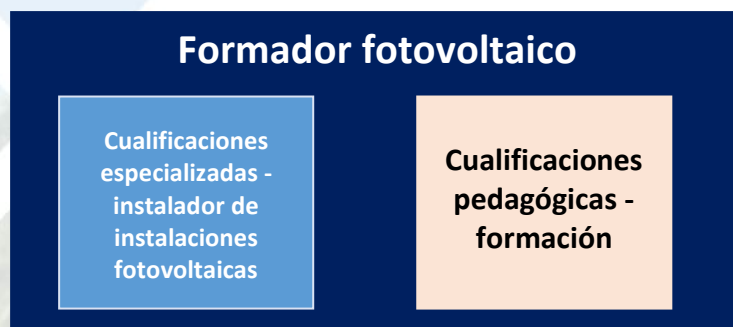 Formador fotovoltaico
Cualificaciones
especializadas -
instalador de
instalaciones
fotovoltaicas
Cualificaciones
pedagógicas -
formación